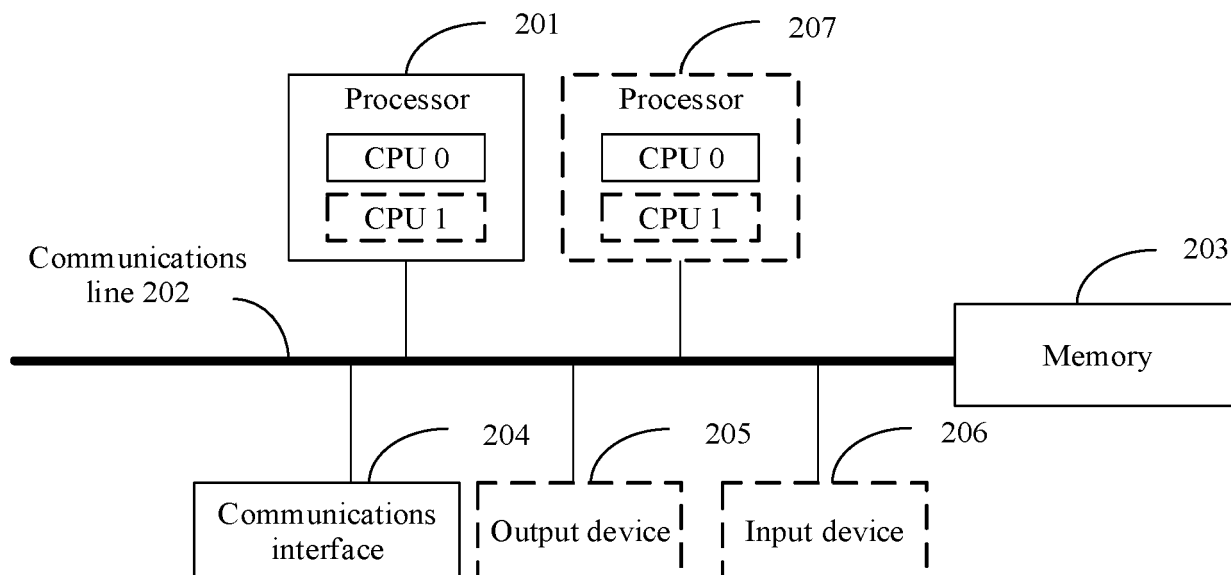 201
207
Processor
CPU 0
CPU 1
Processor
CPU 0
CPU 1
Communications
line 202
203
Memory
204
205
206
Communications
interface
Output device
Input device